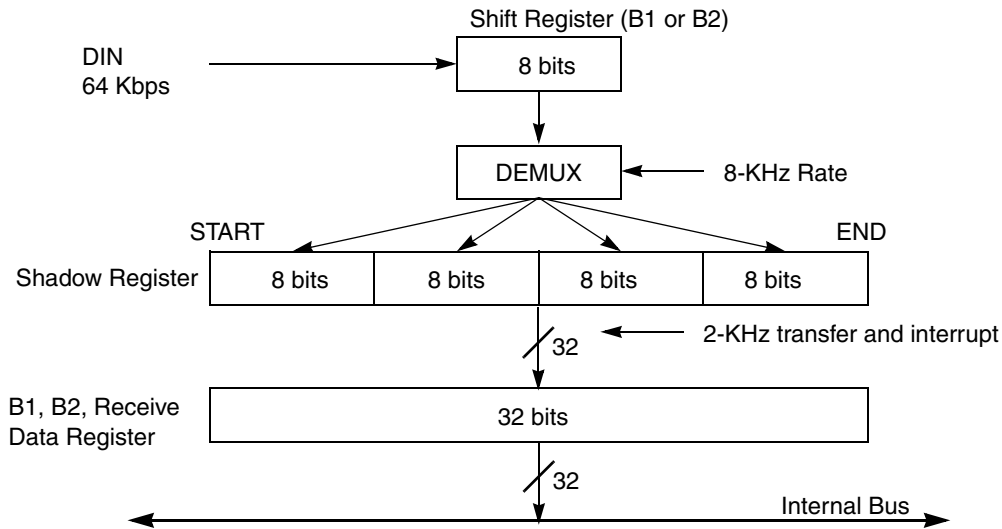 Shift Register (B1 or B2)
DIN
64 Kbps
8 bits
DEMUX
8-KHz Rate
START
END
Shadow Register
8 bits
8 bits
8 bits
8 bits
32
2-KHz transfer and interrupt
B1, B2, Receive
Data Register
32 bits
32
Internal Bus